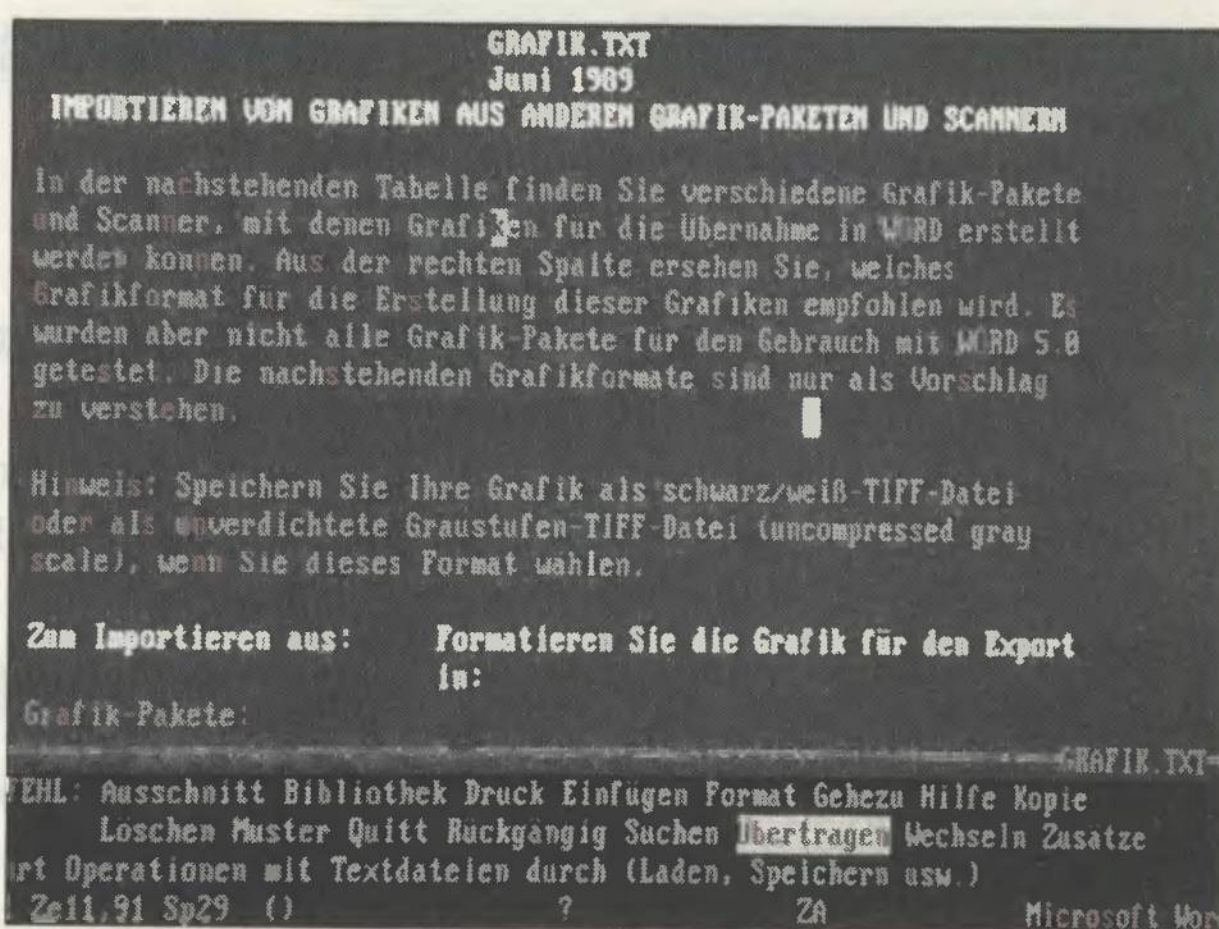 GRAFIK.TXT
Juni 1989
IMPORTIEREN VON GRAFIKEN AUS ANDEREN GRAFIK-PAKETEN UND SCANNERN
In der nachstehenden Tabelle finden Sie verschiedene Grafik-Pakete
und Scanner, mit denen Grafiken für die Übernahme in WORD erstellt
werden können. Aus der rechten Spalte ersehen Sie, welches
Grafikformat für die Erstellung dieser Grafiken empfohlen wird. Es
wurden aber nicht alle Grafik-Pakete für den Gebrauch mit WORD 5.0
getestet. Die nachstehenden Grafikformate sind nur als Vorschlag
zu verstehen.
Hinweis: Speichern Sie Ihre Grafik als schwarz/weiß-TIFF-Datei
oder als unverdichtete Graustufen-TIFF-Datei (uncompressed gray
scale), wenn Sie dieses Format wählen.
Zum Importieren aus: Formatieren Sie die Grafik für den Export
in:
Grafik-Pakete:
GRAFIK.TXT
FEHL: Ausschnitt Bibliothek Druck Einfügen Format Gehezu Hilfe Kopie
Löschen Muster Quitt Rückgängig Suchen Übertragen Wechseln Zusätze
rt Operationen mit Textdateien durch (Laden, Speichern usw.)
Ze11,91 Sp29 () ? ZA Microsoft Wor